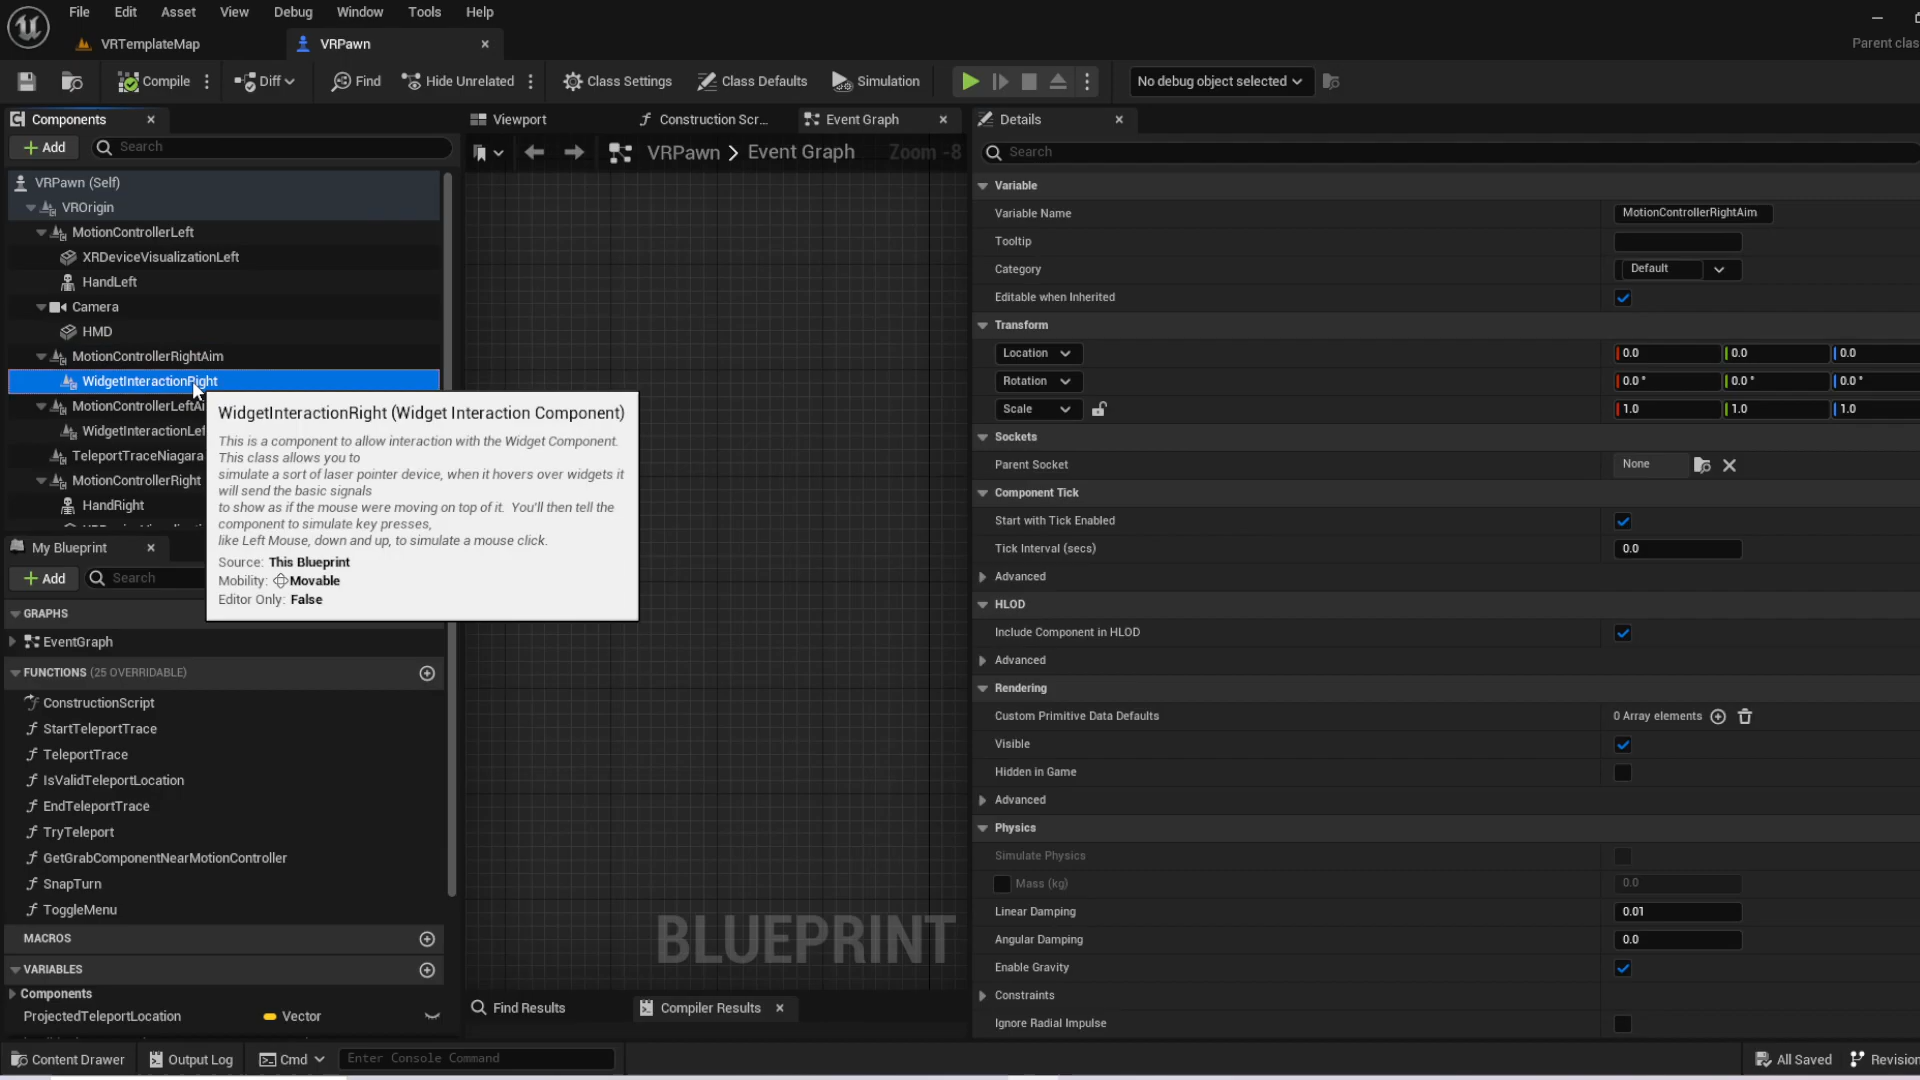 File Edit Asset View Debug Window Tools Help
VRTemplateMap VRPawn
Parent clas
Compile Diff Find Hide Unrelated Class Settings Class Defaults Simulation No debug object selected
Components Viewport Construction Scr... Event Graph Details
Add Search VRPawn > Event Graph Zoom -8 Search
VRPawn (Self)
VROrigin
MotionControllerLeft
XRDeviceVisualizationLeft
HandLeft
Camera
HMD
MotionControllerRightAim
WidgetInteractionRight
MotionControllerLeftAi
WidgetInteractionLef
TeleportTraceNiagara
MotionControllerRight
HandRight
WidgetInteractionRight (Widget Interaction Component)
This is a component to allow interaction with the Widget Component.
This class allows you to
simulate a sort of laser pointer device, when it hovers over widgets it
will send the basic signals
to show as if the mouse were moving on top of it. You'll then tell the
component to simulate key presses,
like Left Mouse, down and up, to simulate a mouse click.
Source: This Blueprint
Mobility: Movable
Editor Only: False
My Blueprint
Add Search
GRAPHS
EventGraph
FUNCTIONS (25 OVERRIDABLE)
ConstructionScript
StartTeleportTrace
TeleportTrace
IsValidTeleportLocation
EndTeleportTrace
TryTeleport
GetGrabComponentNearMotionController
SnapTurn
ToggleMenu
MACROS
VARIABLES
Components
ProjectedTeleportLocation Vector
BLUEPRINT
Find Results Compiler Results
Variable
Variable Name MotionControllerRightAim
Tooltip
Category Default
Editable when Inherited
Transform
Location 0.0 0.0 0.0
Rotation 0.0° 0.0° 0.0°
Scale 1.0 1.0 1.0
Sockets
Parent Socket None
Component Tick
Start with Tick Enabled
Tick Interval (secs) 0.0
Advanced
HLOD
Include Component in HLOD
Advanced
Rendering
Custom Primitive Data Defaults 0 Array elements
Visible
Hidden in Game
Advanced
Physics
Simulate Physics
Mass (kg) 0.0
Linear Damping 0.01
Angular Damping 0.0
Enable Gravity
Constraints
Ignore Radial Impulse
Content Drawer Output Log Cmd Enter Console Command All Saved Revision